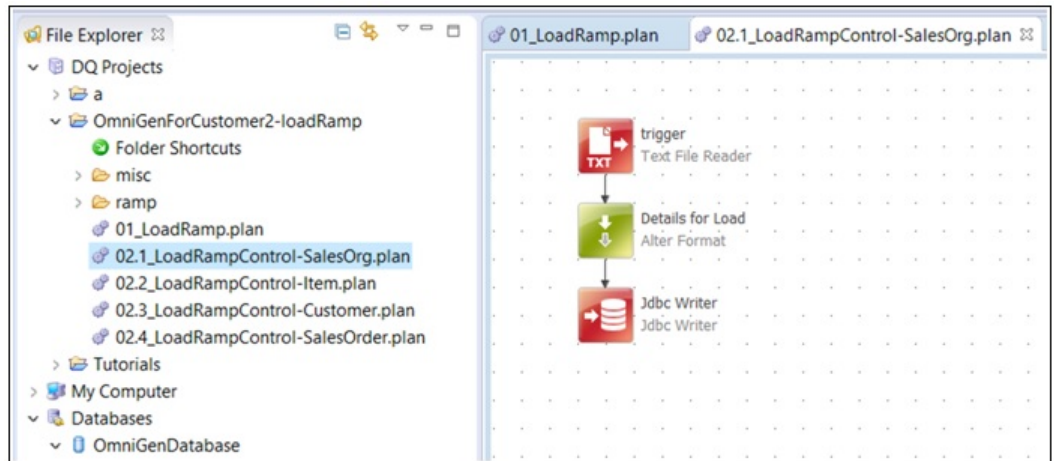 File Explorer
DQ Projects
a
OmniGenForCustomer2-loadRamp
Folder Shortcuts
misc
ramp
01_LoadRamp.plan
02.1_LoadRampControl-SalesOrg.plan
02.2_LoadRampControl-Item.plan
02.3_LoadRampControl-Customer.plan
02.4_LoadRampControl-SalesOrder.plan
Tutorials
My Computer
Databases
OmniGenDatabase
01_LoadRamp.plan
02.1_LoadRampControl-SalesOrg.plan
TXT
trigger
Text File Reader
Details for Load
Alter Format
Jdbc Writer
Jdbc Writer